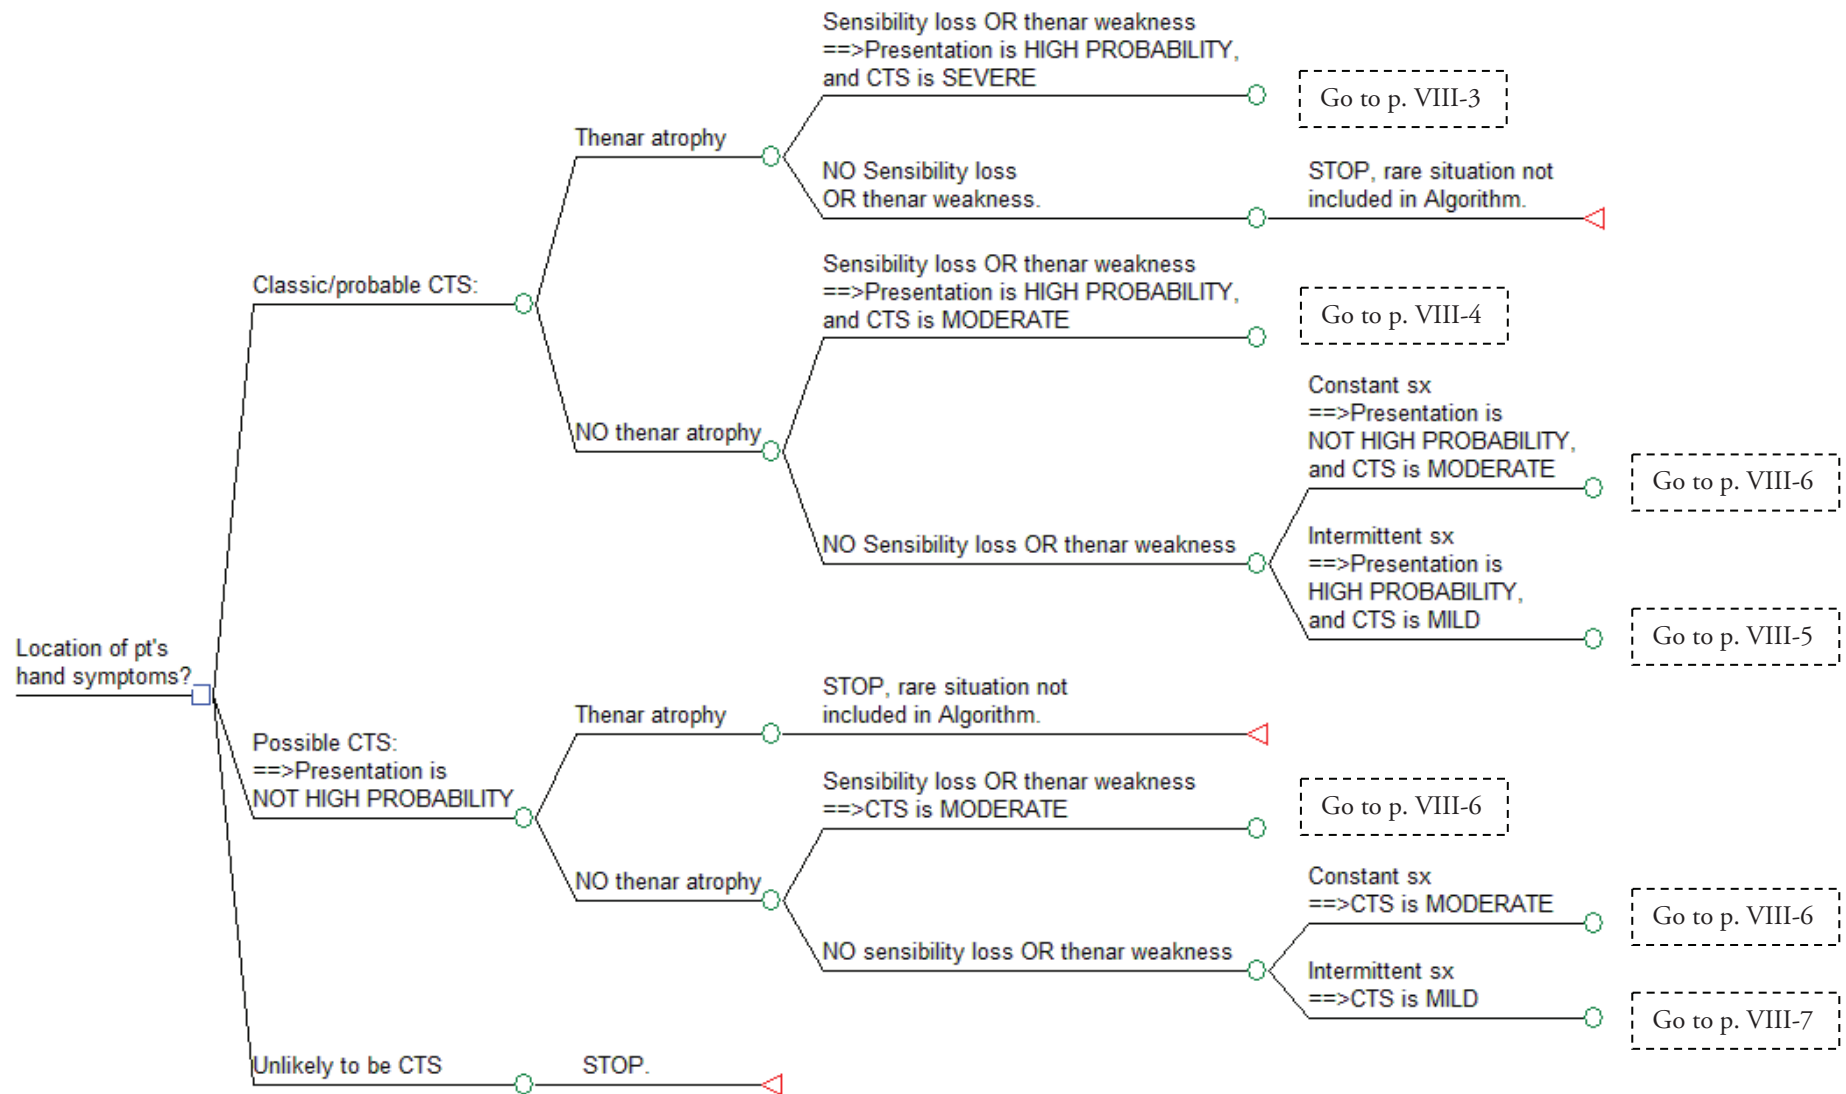 Location of pt's
hand symptoms?
Classic/probable CTS:
Thenar atrophy
Sensibility loss OR thenar weakness
==>Presentation is HIGH PROBABILITY,
and CTS is SEVERE
Go to p. VIII-3
NO Sensibility loss
OR thenar weakness.
STOP, rare situation not
included in Algorithm.
NO thenar atrophy
Sensibility loss OR thenar weakness
==>Presentation is HIGH PROBABILITY,
and CTS is MODERATE
Go to p. VIII-4
NO Sensibility loss OR thenar weakness
Constant sx
==>Presentation is
NOT HIGH PROBABILITY,
and CTS is MODERATE
Go to p. VIII-6
Intermittent sx
==>Presentation is
HIGH PROBABILITY,
and CTS is MILD
Go to p. VIII-5
Possible CTS:
==>Presentation is
NOT HIGH PROBABILITY
Thenar atrophy
STOP, rare situation not
included in Algorithm.
NO thenar atrophy
Sensibility loss OR thenar weakness
==>CTS is MODERATE
Go to p. VIII-6
NO sensibility loss OR thenar weakness
Constant sx
==>CTS is MODERATE
Go to p. VIII-6
Intermittent sx
==>CTS is MILD
Go to p. VIII-7
Unlikely to be CTS
STOP.